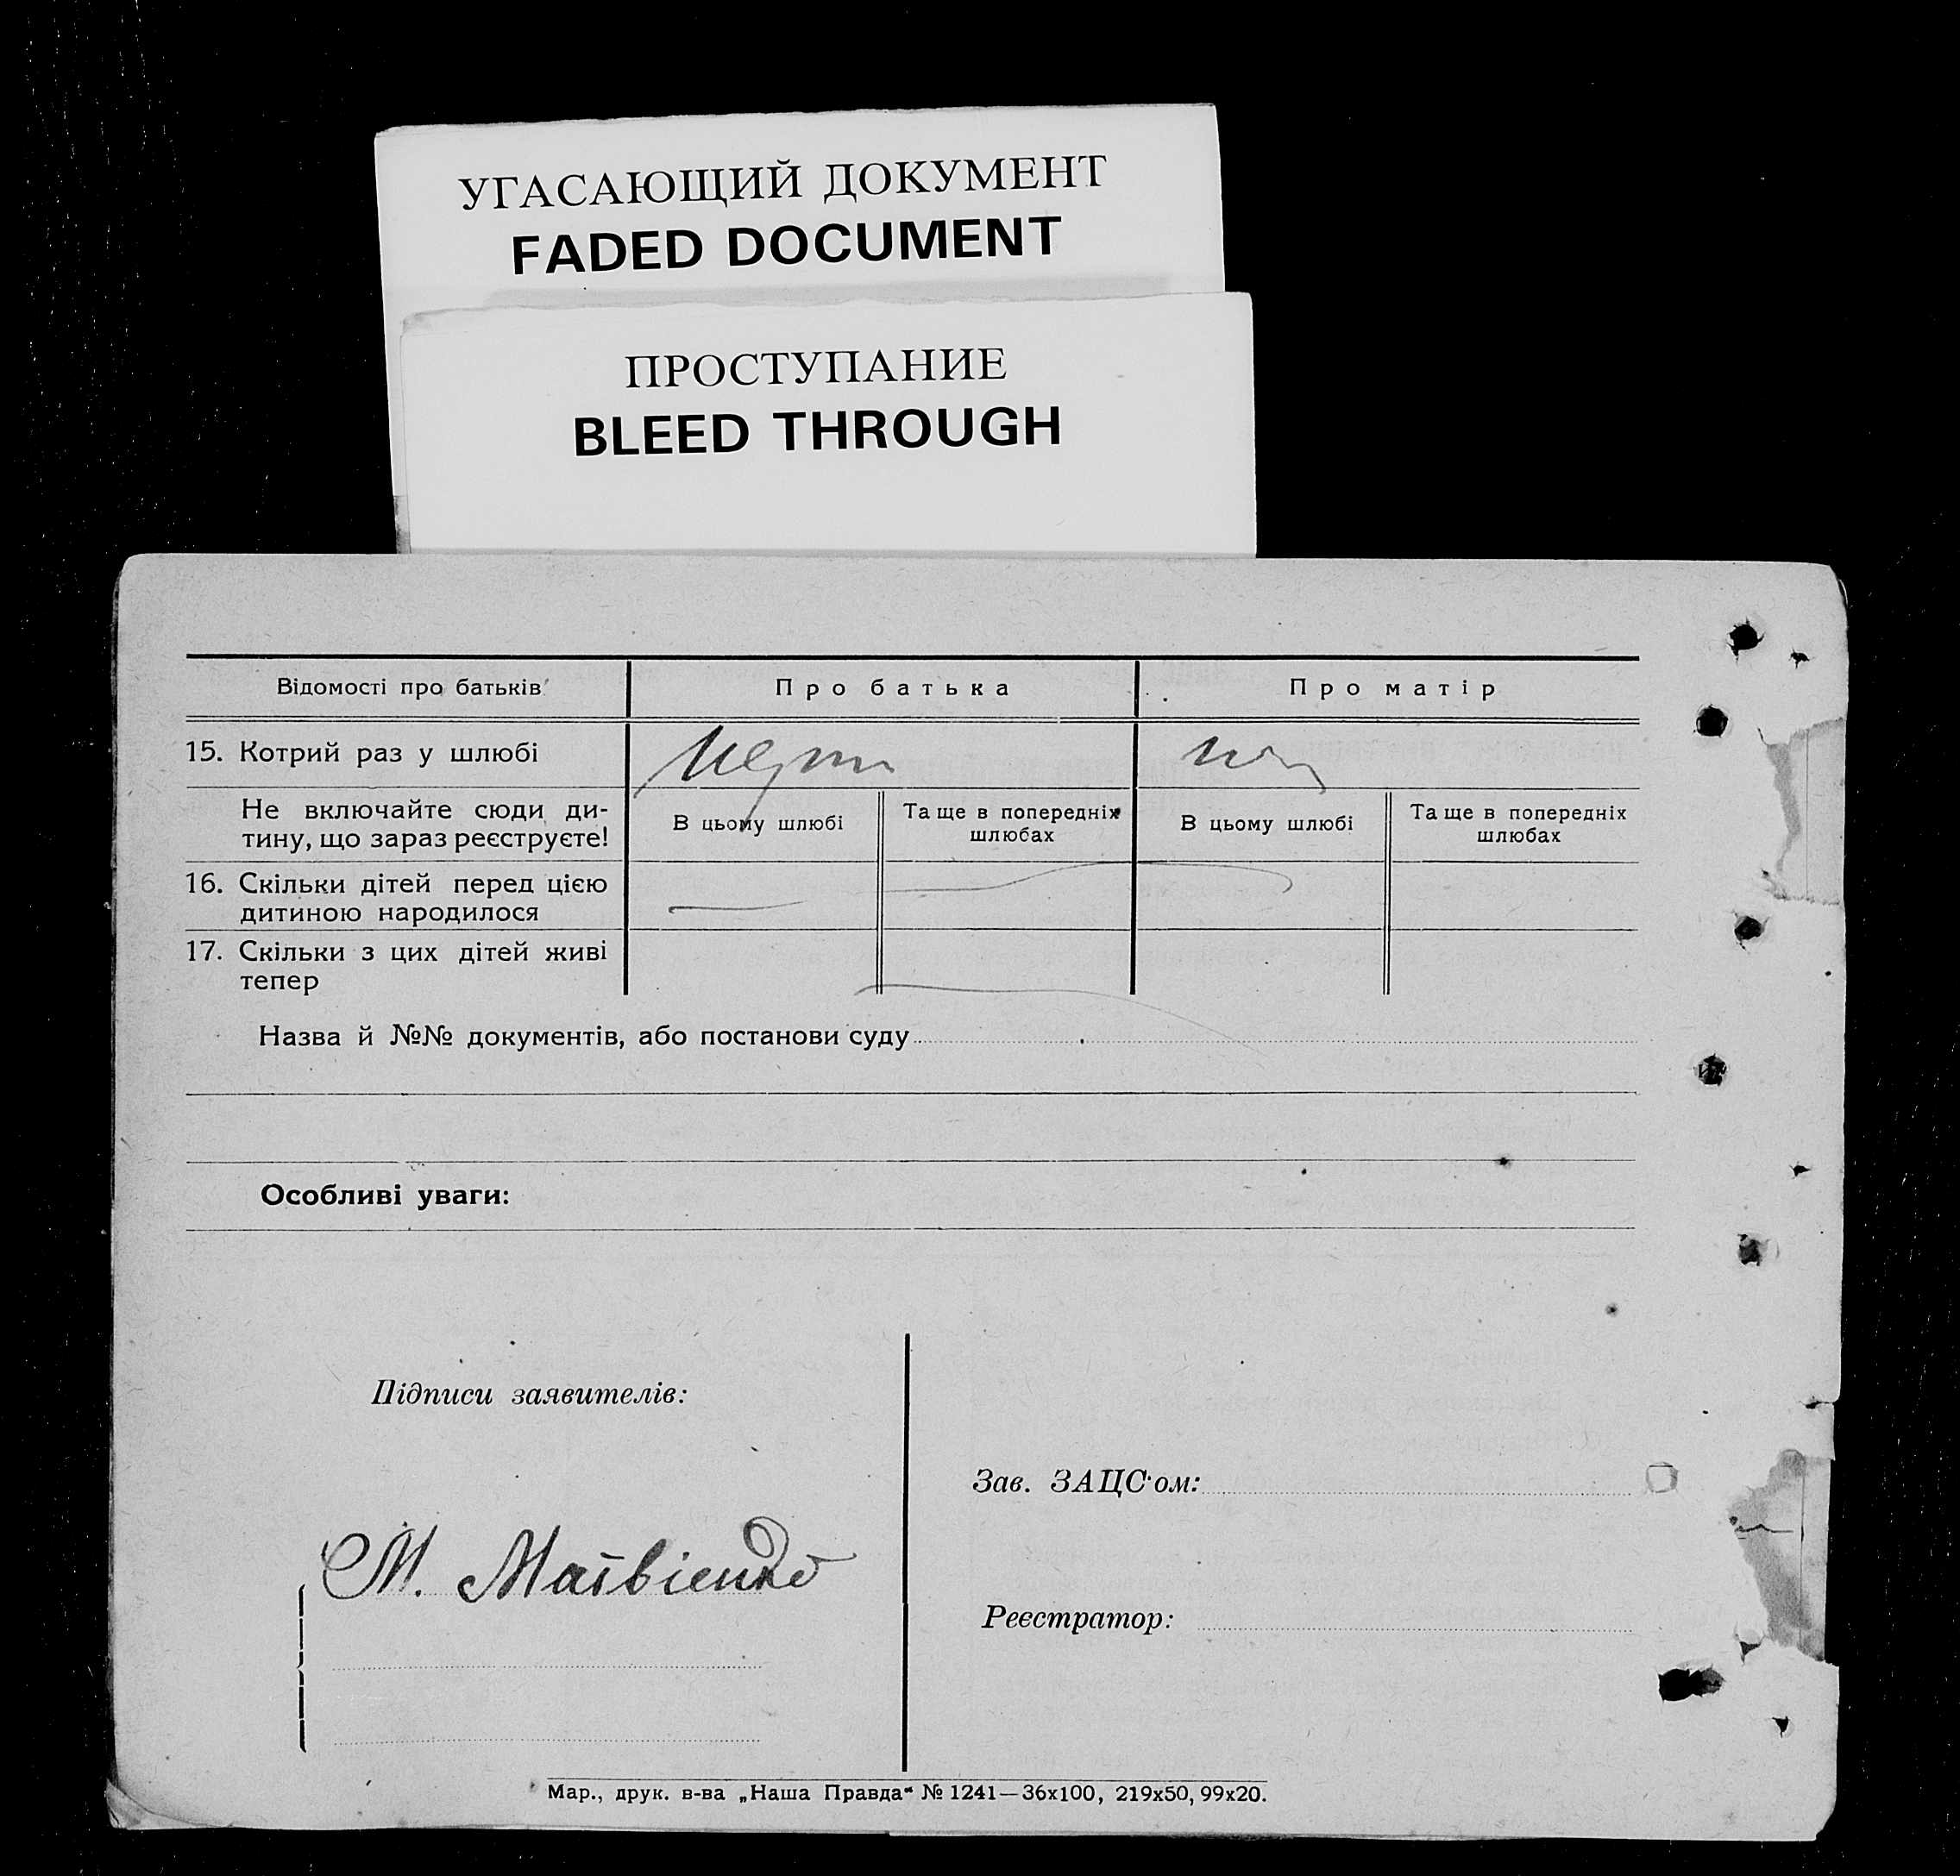 УГАСАЮЩИЙ ДОКУМЕНТ
FADED DOCUMENT
ПРОСТУПАНИЕ
BLEED THROUGH
Відомості про батьків
Про батька
Про матір
15. Котрий раз у шлюбі
Не включайте сюди ди-
тину, що зараз реєструєте!
В цьому шлюбі
Та ще в попередніх
шлюбах
В цьому шлюбі
Та ще в попередніх
шлюбах
16. Скільки дітей перед цією
дитиною народилося
17. Скільки з цих дітей живі
тепер
Назва й №№ документів, або постанови суду
Особливі уваги:
Підписи заявителів:
Зав. ЗАЦС'ом:
М. Матвієнко
Реєстратор:
Мар., друк. в-ва „Наша Правда“ № 1241—36х100, 219х50, 99х20.